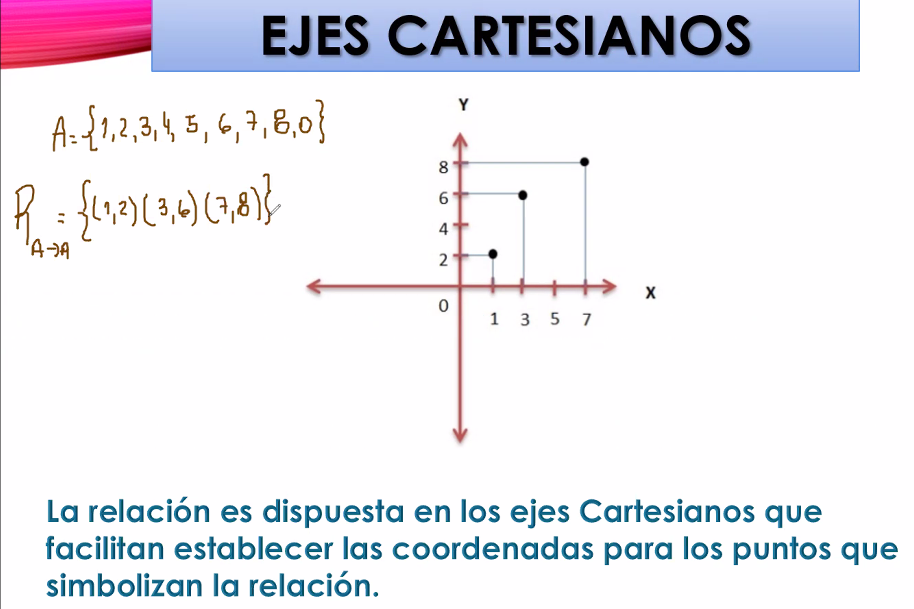 EJES CARTESIANOS
A={1,2,3,4,5,6,7,8,0}
R A→A = {(1,2)(3,6)(7,8)}
Y
8
6
4
2
0
1 3 5 7
X
La relación es dispuesta en los ejes Cartesianos que
facilitan establecer las coordenadas para los puntos que
simbolizan la relación.